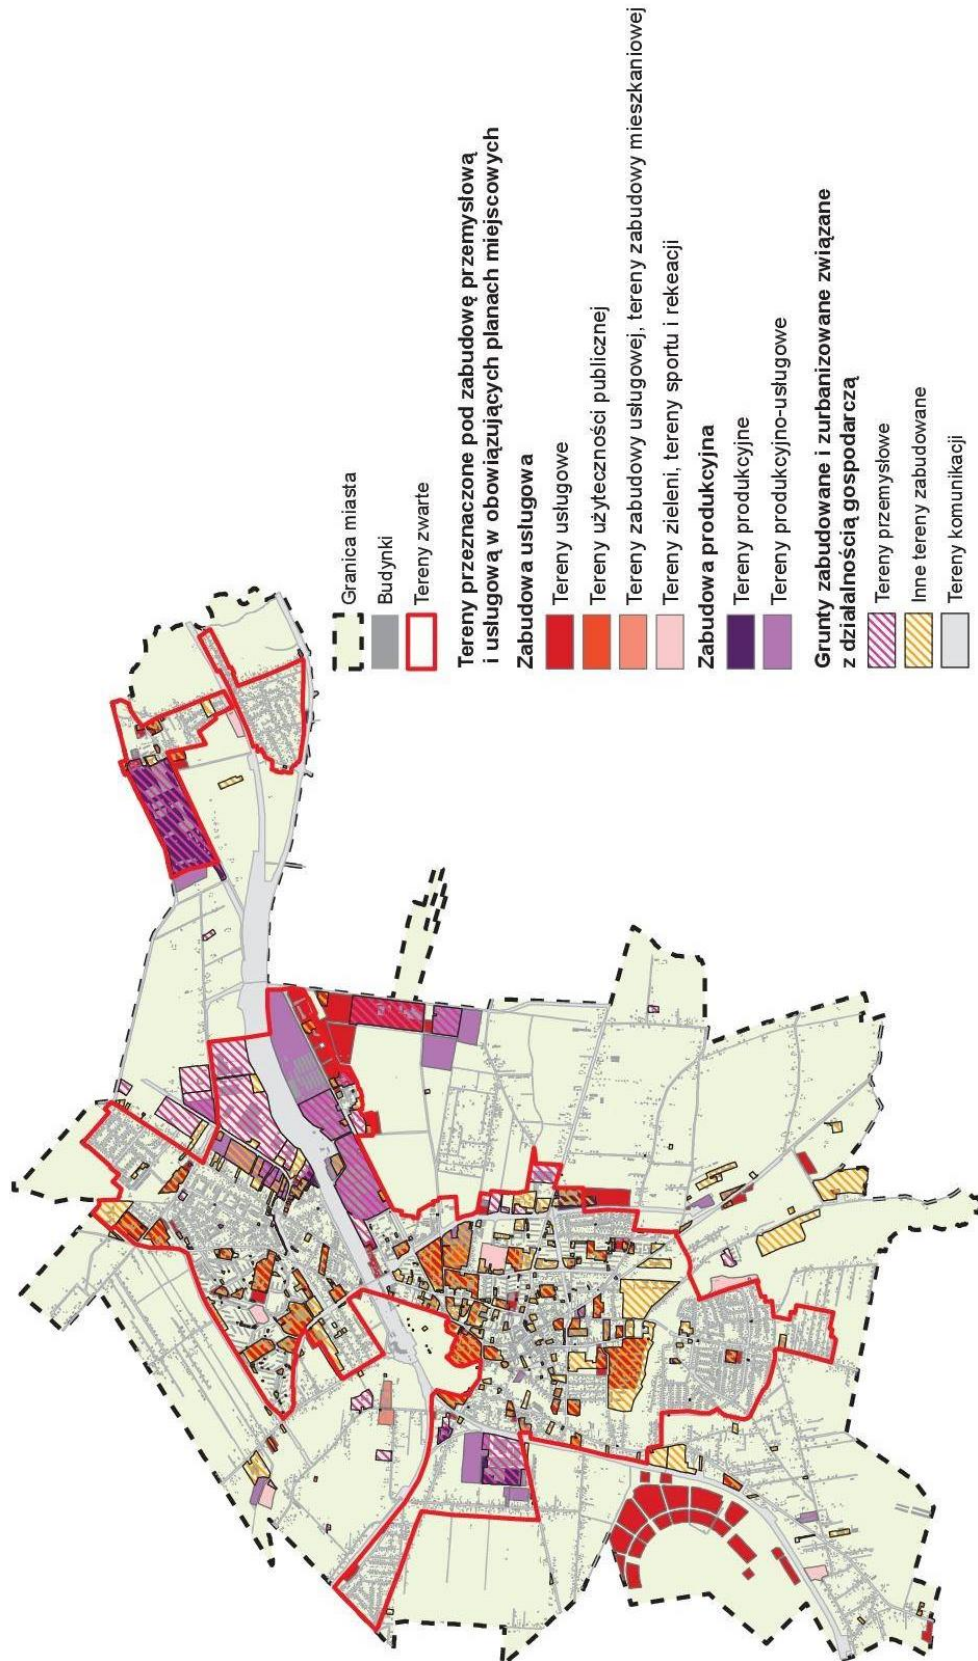 Granica miasta
Budynki
Tereny zwarte
Tereny przeznaczone pod zabudowę przemysłową
i usługową w obowiązujących planach miejscowych
Zabudowa usługowa
Tereny usługowe
Tereny użyteczności publicznej
Tereny zabudowy usługowej, tereny zabudowy mieszkaniowej
Tereny zieleni, tereny sportu i rekeacji
Zabudowa produkcyjna
Tereny produkcyjne
Tereny produkcyjno-usługowe
Grunty zabudowane i zurbanizowane związane
z działalnością gospodarczą
Tereny przemysłowe
Inne tereny zabudowane
Tereny komunikacji